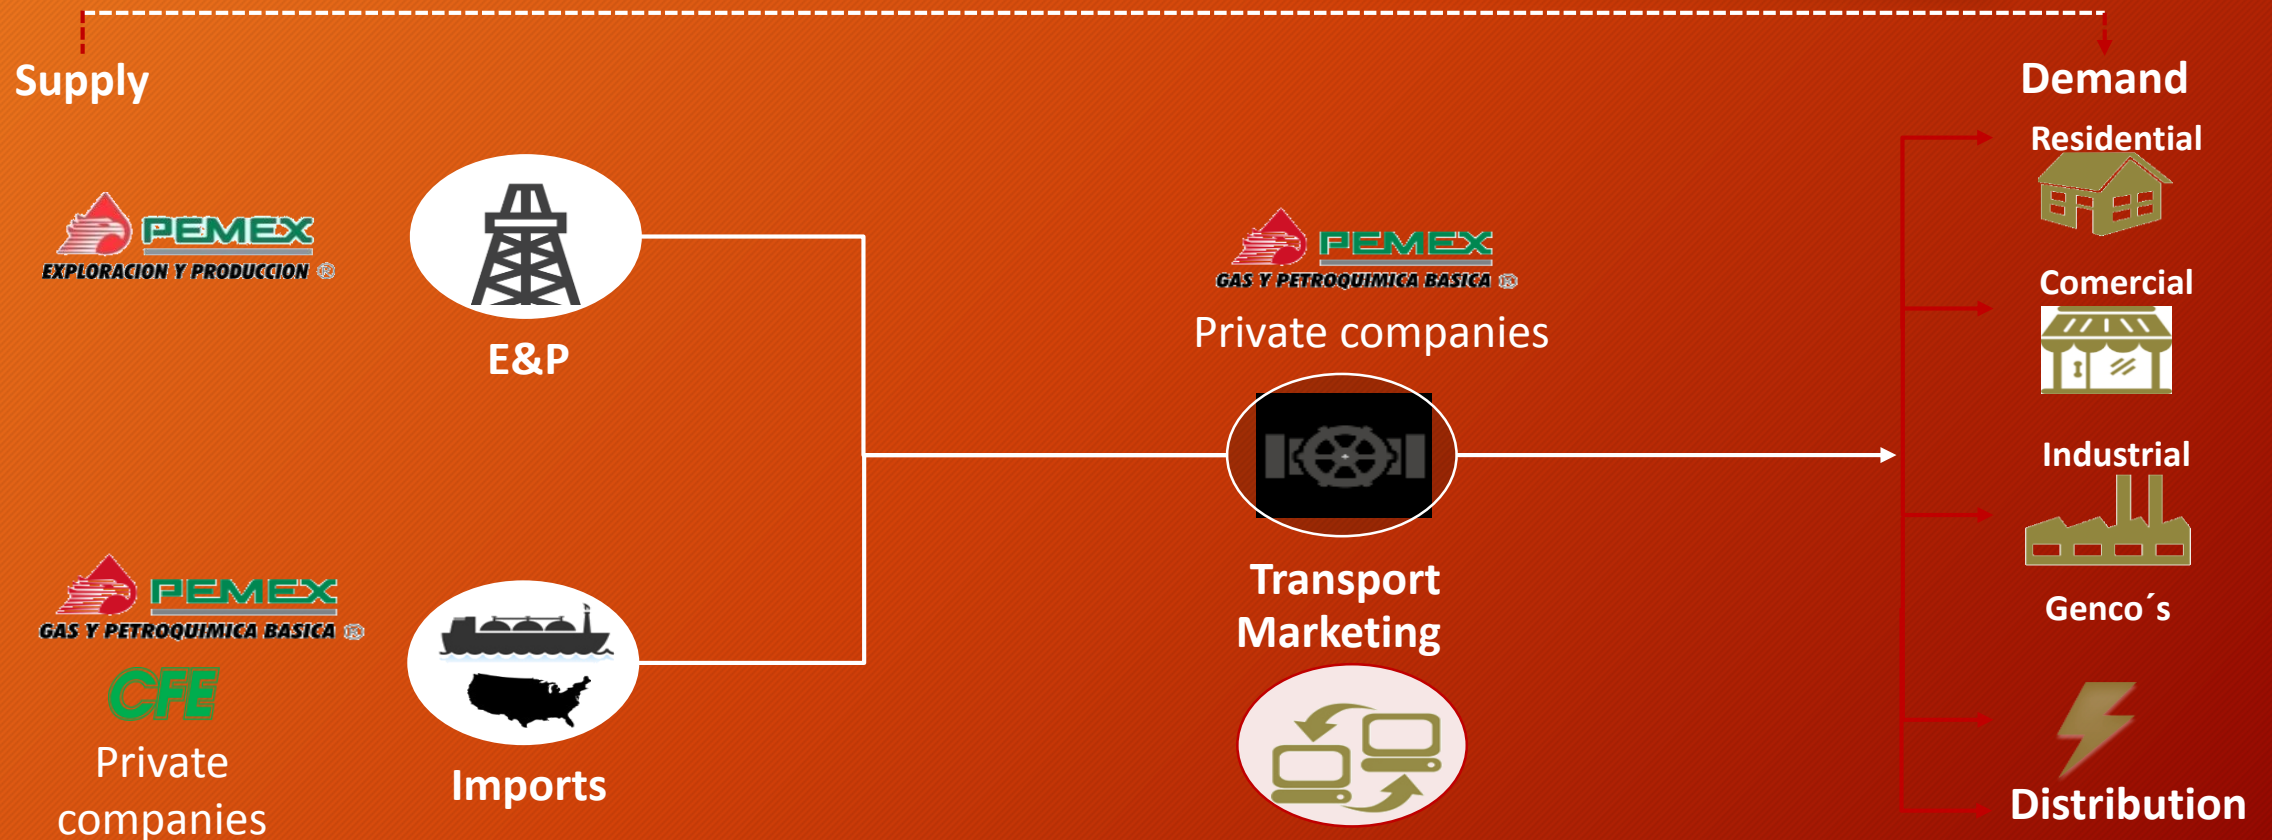 Supply
Demand
Residential
PEMEX
EXPLORACION Y PRODUCCION ®
E&P
PEMEX
GAS Y PETROQUIMICA BASICA ®
Private companies
Comercial
Industrial
PEMEX
GAS Y PETROQUIMICA BASICA ®
CFE
Private
companies
Imports
Transport
Marketing
Genco´s
Distribution